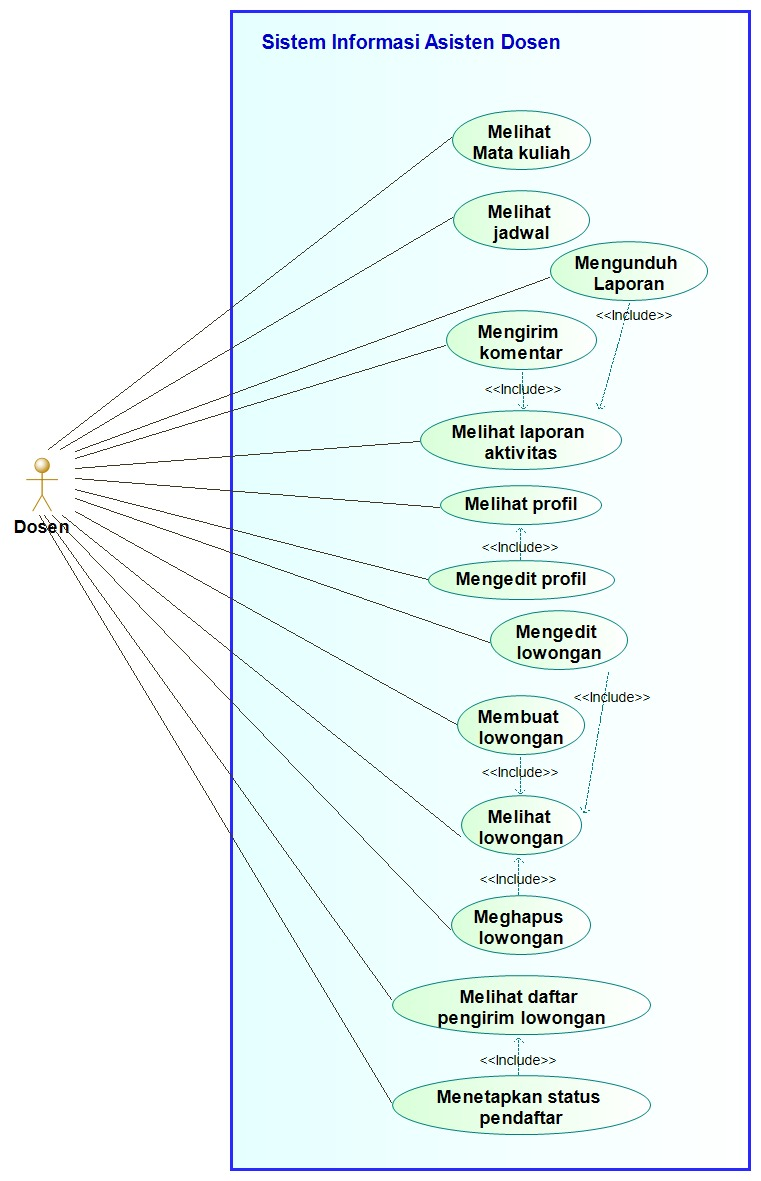 Sistem Informasi Asisten Dosen
Melihat
Mata kuliah
Melihat
jadwal
Mengunduh
Laporan
<<Include>>
Mengirim
komentar
<<Include>>
Melihat laporan
aktivitas
Dosen
Melihat profil
<<Include>>
Mengedit profil
Mengedit
lowongan
<<Include>>
Membuat
lowongan
<<Include>>
Melihat
lowongan
<<Include>>
Meghapus
lowongan
Melihat daftar
pengirim lowongan
<<Include>>
Menetapkan status
pendaftar